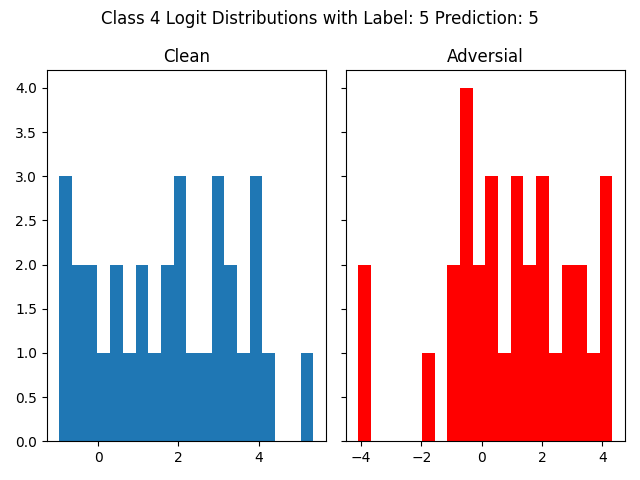 Class 4 Logit Distributions with Label: 5 Prediction: 5
Clean
Adversial
4.0
3.5
3.0
2.5
2.0
1.5
1.0
0.5
0.0
0 2 4
−4 −2 0 2 4